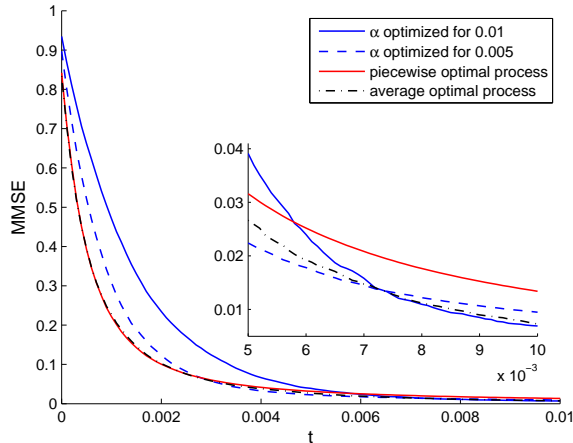 1
0.9
0.8
0.7
0.6
0.5
0.4
0.3
0.2
0.1
0
MMSE
0 0.002 0.004 0.006 0.008 0.01
t
α optimized for 0.01
α optimized for 0.005
piecewise optimal process
average optimal process
0.04
0.03
0.02
0.01
5 6 7 8 9 10
x 10⁻³